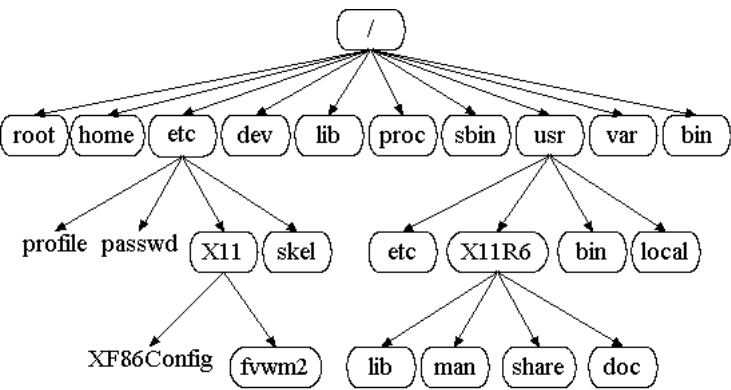 /
root home etc dev lib proc sbin usr var bin
profile passwd X11 skel etc X11R6 bin local
XF86Config fvwm2 lib man share doc